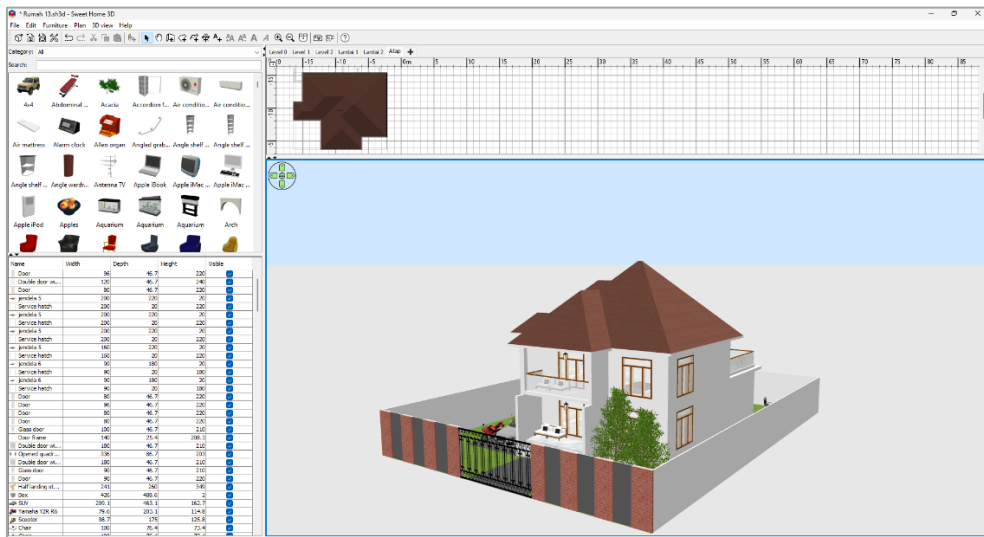 * Rumah 13.sh3d - Sweet Home 3D
File Edit Furniture Plan 3D view Help
Category: All
Search:
4x4 Abdominal ... Acacia Accordion f... Air conditio... Air conditio...
Air mattress Alarm clock Allen organ Angled grab... Angle shelf ... Angle shelf ...
Angle shelf ... Angle wardr... Antenna TV Apple iBook Apple iMac ... Apple iMac ...
Apple iPod Apples Aquarium Aquarium Aquarium Arch
Level 0 Level 1 Level 2 Lantai 1 Lantai 2 Atap
-15 -10 -5 0m 5 10 15 20 25 30 35 40 45 50 55 60 65 70 75 80 85
-15
-10
-5
Name Width Depth Height Visible
Door 96 46.7 220
Double door wi... 120 46.7 240
Door 80 46.7 220
jendela 5 200 220 20
Service hatch 200 20 220
jendela 5 200 220 20
Service hatch 200 20 220
jendela 5 200 220 20
Service hatch 200 20 220
jendela 5 160 220 20
Service hatch 160 20 220
jendela 6 90 180 20
Service hatch 90 20 180
jendela 6 90 180 20
Service hatch 90 20 180
Door 80 46.7 220
Door 96 46.7 220
Door 80 46.7 220
Door 80 46.7 220
Glass door 100 46.7 210
Door frame 140 25.4 208.3
Double door wi... 180 46.7 210
Opened quadr... 336 86.7 203
Double door wi... 180 46.7 210
Glass door 90 46.7 210
Door 90 46.7 220
Half landing st... 241 260 349
Box 420 488.6 2
SUV 209.1 463.1 162.7
Yamaha YZR R6 79.6 203.1 114.8
Scooter 98.7 175 125.8
Chair 100 76.4 73.4